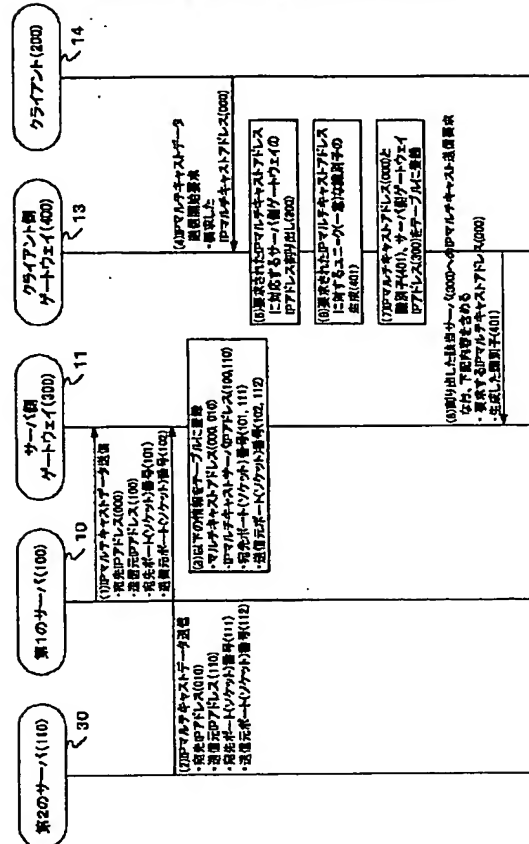 第2のサーバ(110)
30
第1のサーバ(100)
10
サーバ側
ゲートウェイ(300)
11
クライアント側
ゲートウェイ(400)
13
クライアント(200)
14
(1)IPマルチキャストデータ送信
・宛先IPアドレス(000)
・送信元IPアドレス(100)
・宛先ポート(ソケット)番号(101)
・送信元ポート(ソケット)番号(102)
(2)IPマルチキャストデータ送信
・宛先IPアドレス(010)
・送信元IPアドレス(110)
・宛先ポート(ソケット)番号(111)
・送信元ポート(ソケット)番号(112)
(3)以下の情報をテーブルに登録
・マルチキャストアドレス(000, 010)
・IPマルチキャストサーバIPアドレス(100,110)
・宛先ポート(ソケット)番号(101, 111)
・送信元ポート(ソケット)番号(102, 112)
(4)IPマルチキャストデータ
送信開始要求
・要求した
IPマルチキャストアドレス(000)
(5)要求されたIPマルチキャストアドレス
に対応するサーバ側ゲートウェイの
IPアドレス割り出し(300)
(6)要求されたIPマルチキャストアドレス
に対するユニーク(一意)な識別子の
生成(401)
(7)IPマルチキャストアドレス(000)と
識別子(401)、サーバ側ゲートウェイ
IPアドレス(300)をテーブルに登録
(8)割り出した該当サーバ(300)へのIPマルチキャスト送信要求
なお、下記内容を含める
・要求するIPマルチキャストアドレス(000)
・生成した識別子(401)